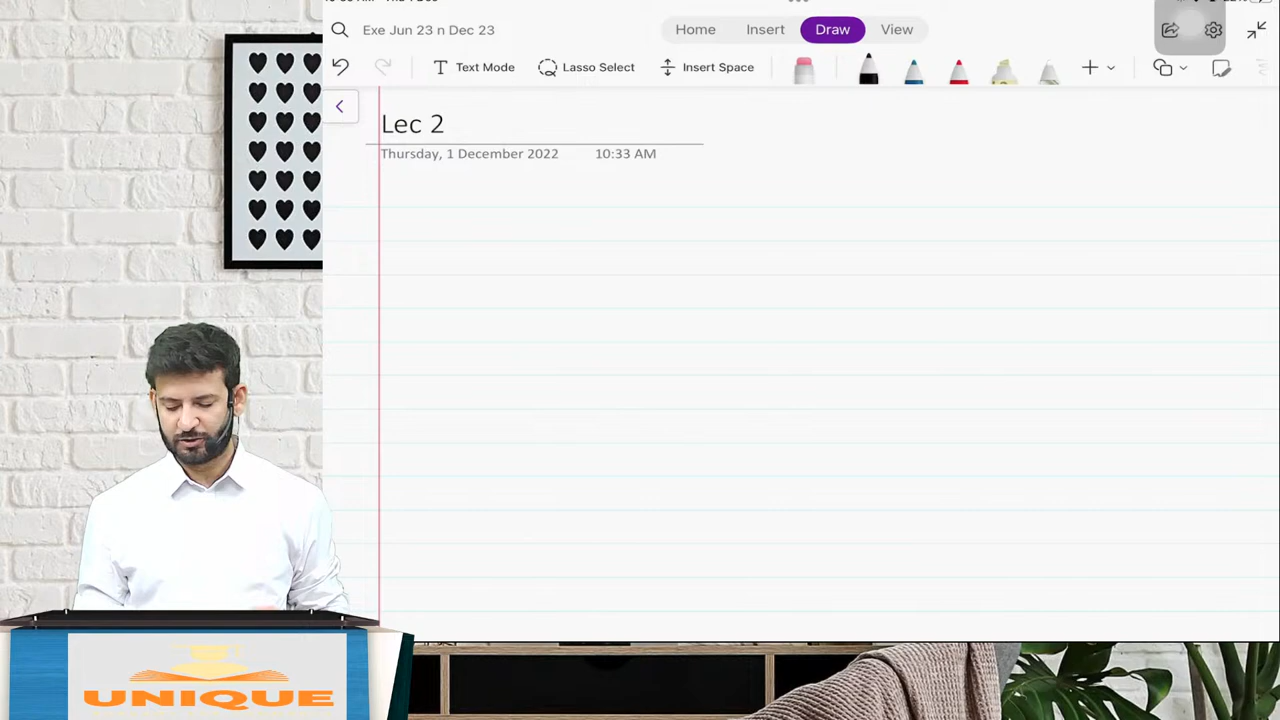 Exe Jun 23 n Dec 23
Home Insert Draw View
Text Mode Lasso Select Insert Space
Lec 2
Thursday, 1 December 2022 10:33 AM
UNIQUE